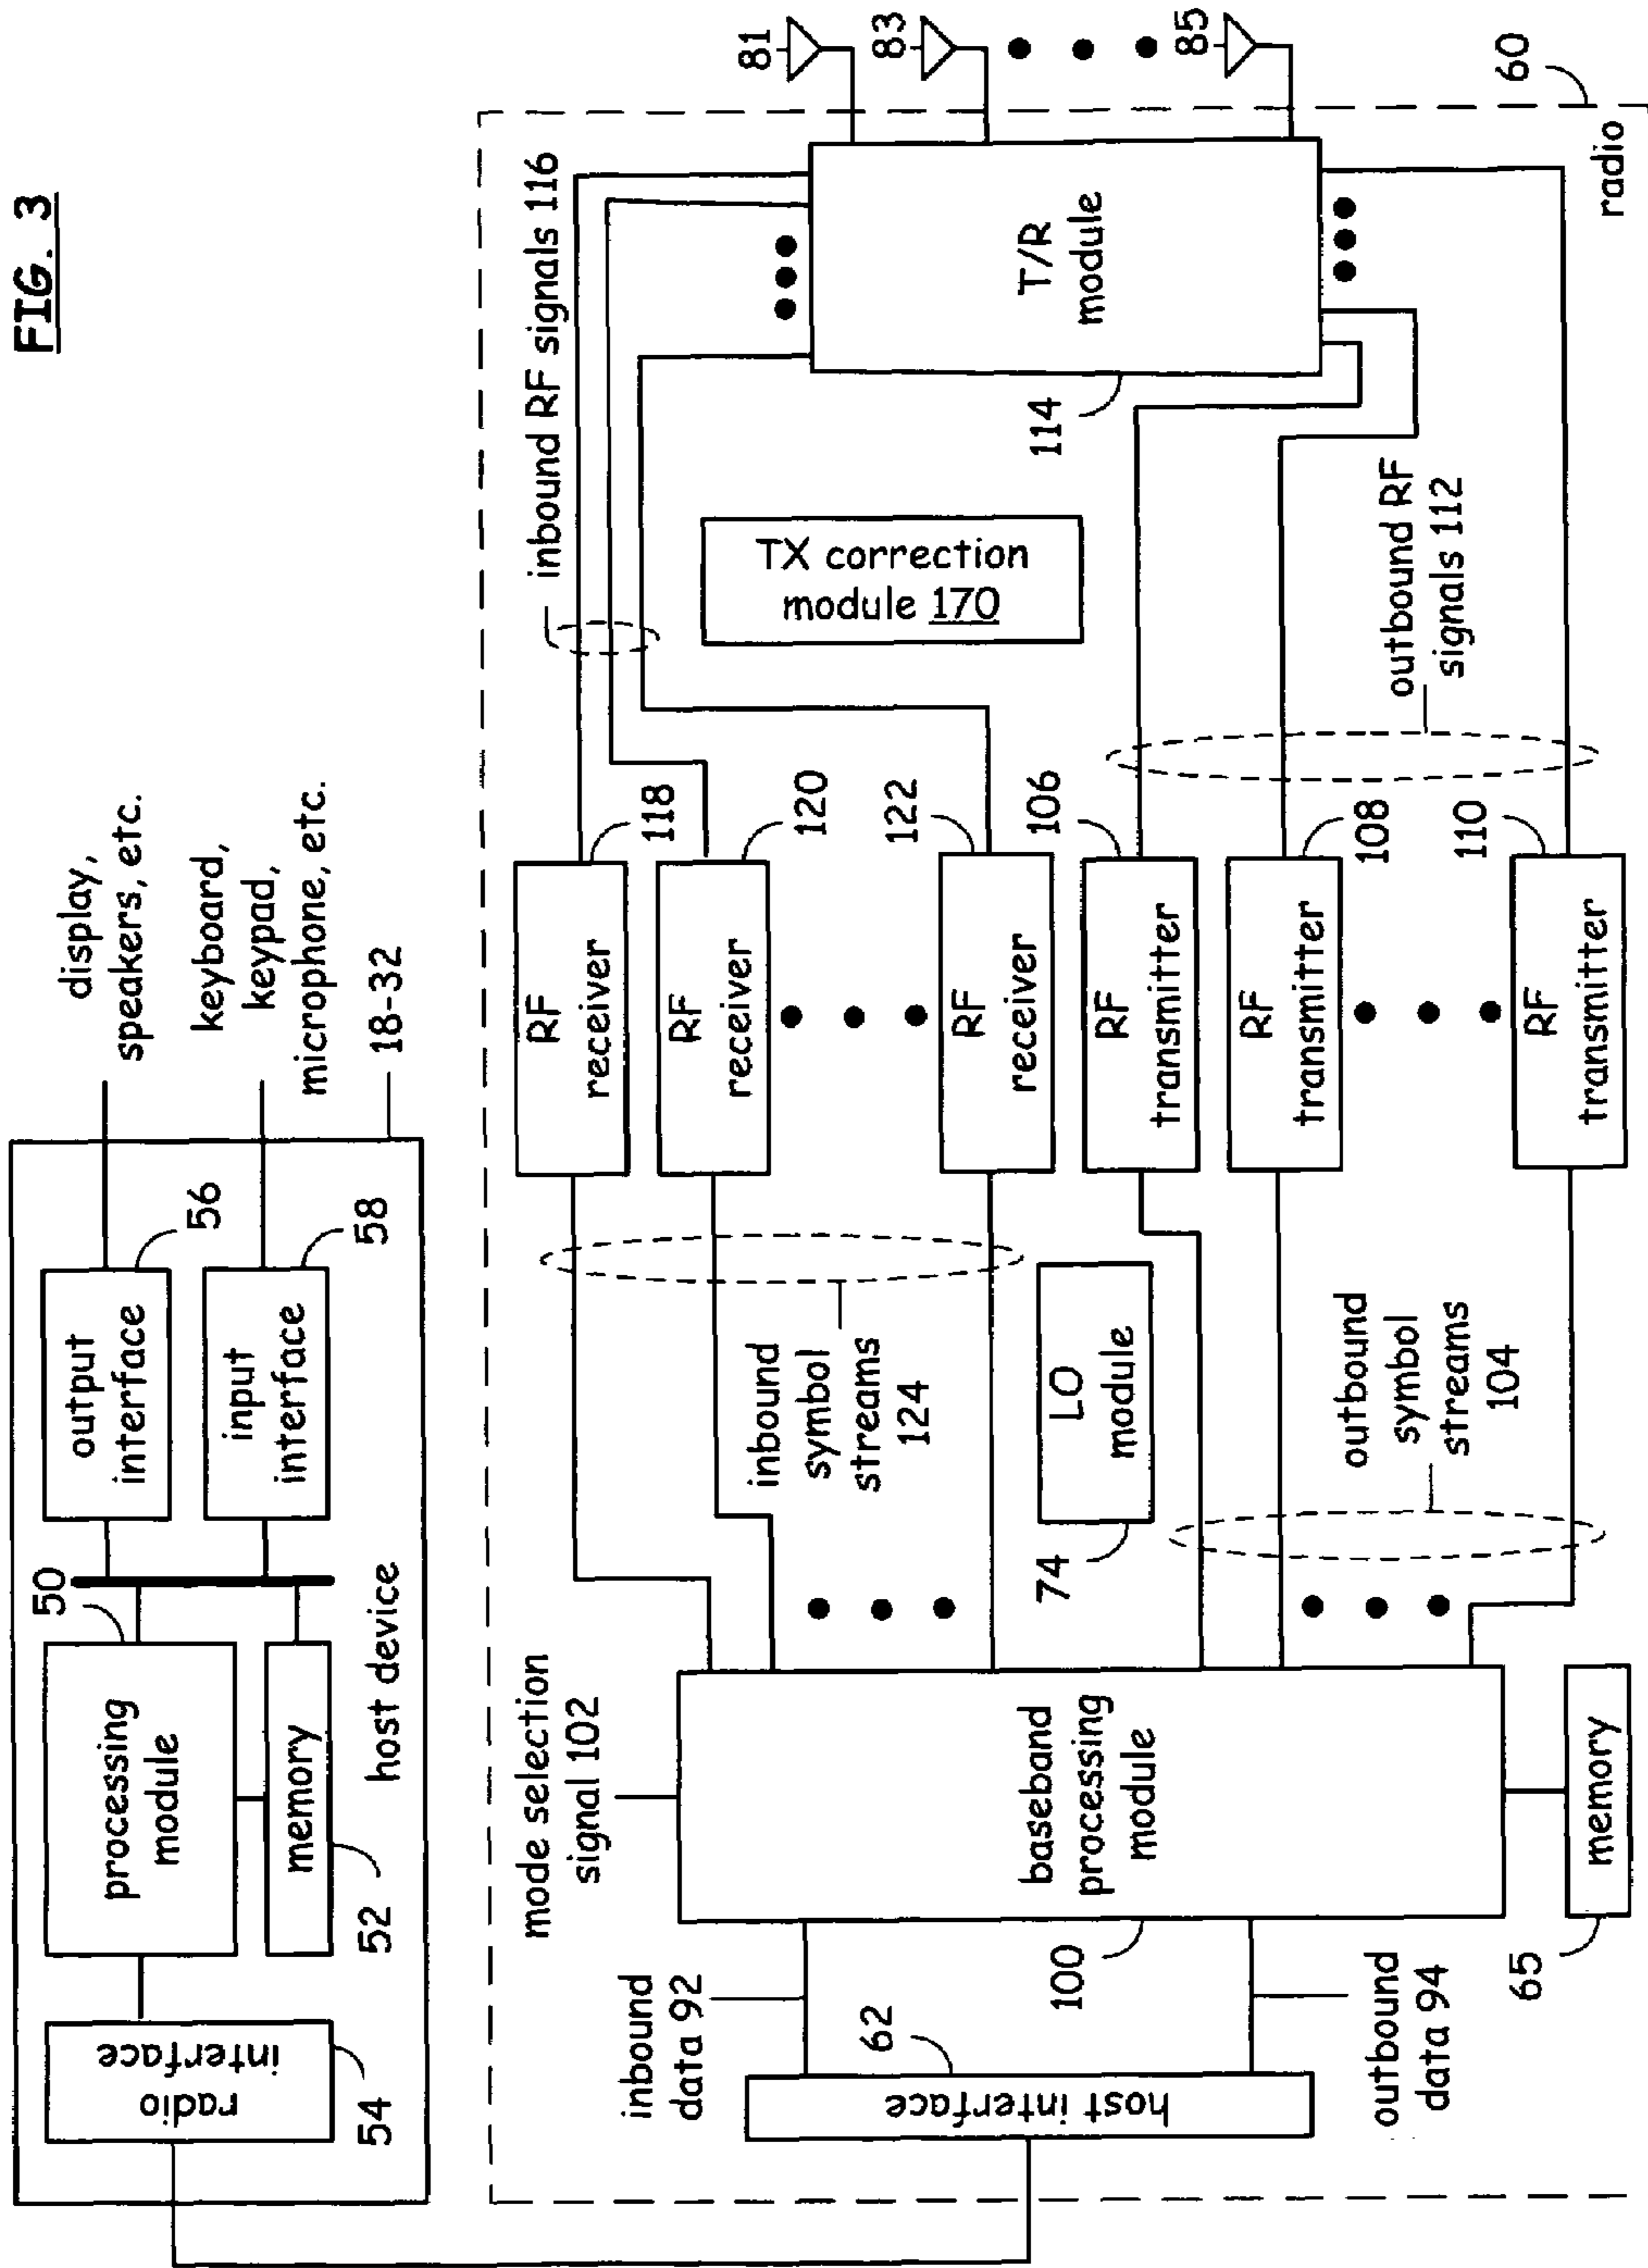 FIG. 3
display,
speakers, etc.
keyboard,
keypad,
microphone, etc.
18-32
radio
interface
54
processing
module
50
memory
52
output
interface
56
input
interface
58
host device
mode selection
signal 102
inbound
data 92
62
host interface
100
outbound
data 94
baseband
processing
module
memory
65
inbound
symbol
streams
124
LO
module
74
outbound
symbol
streams
104
RF
receiver
118
RF
receiver
120
RF
receiver
122
RF
transmitter
106
RF
transmitter
108
RF
transmitter
110
inbound RF signals 116
TX correction
module 170
outbound RF
signals 112
T/R
module
114
81
83
85
radio
60